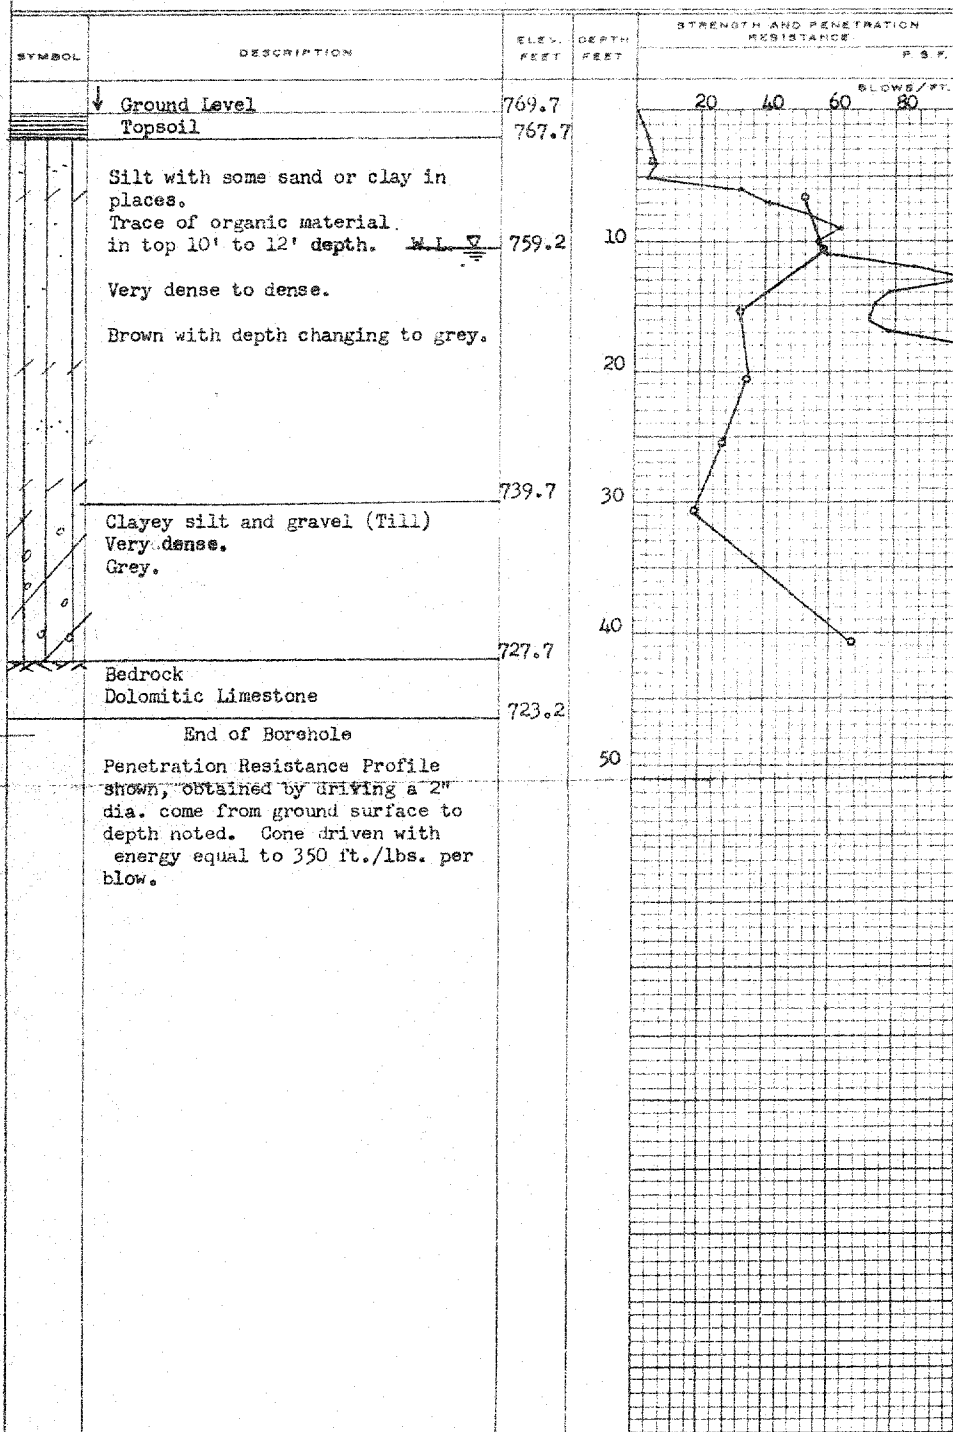 STRENGTH AND PENETRATION
RESISTANCE
SYMBOL DESCRIPTION ELEV. FEET DEPTH FEET P.S.F.
BLOWS/FT.
20 40 60 80
Ground Level 769.7
Topsoil 767.7
Silt with some sand or clay in
places.
Trace of organic material
in top 10' to 12' depth. W.L. 759.2 10
Very dense to dense.
Brown with depth changing to grey.
20
739.7 30
Clayey silt and gravel (Till)
Very dense.
Grey.
40
727.7
Bedrock
Dolomitic Limestone
723.2
End of Borehole
50
Penetration Resistance Profile
shown, obtained by driving a 2"
dia. come from ground surface to
depth noted. Cone driven with
energy equal to 350 ft./lbs. per
blow.